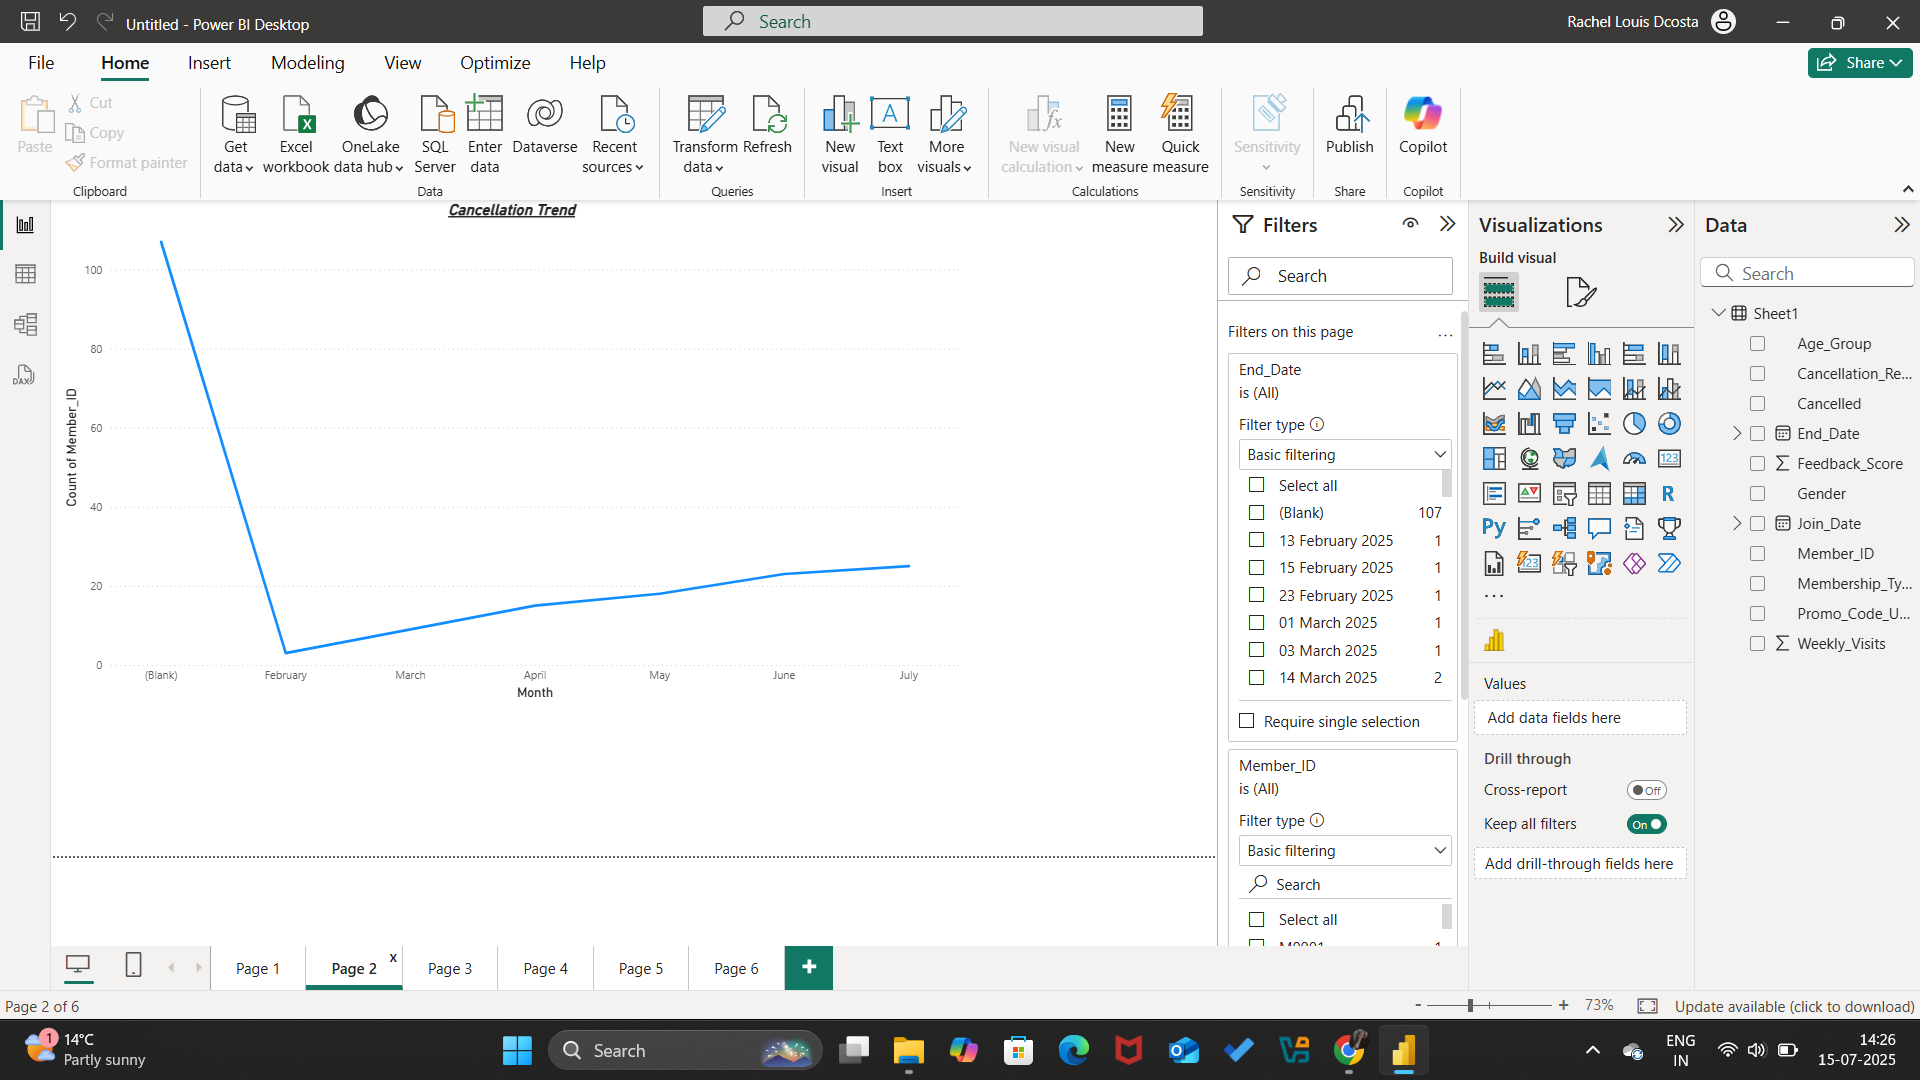 Untitled - Power BI Desktop
Search
Rachel Louis Dcosta
File
Home
Insert
Modeling
View
Optimize
Help
Share
Paste
Cut
Copy
Format painter
Clipboard
Get data
Excel workbook
OneLake data hub
SQL Server
Enter data
Dataverse
Recent sources
Data
Transform data
Refresh
Queries
New visual
A
Text box
More visuals
Insert
New visual calculation
New measure
Quick measure
Calculations
Sensitivity
Sensitivity
Publish
Share
Copilot
Copilot
DAX
Cancellation Trend
100
80
60
40
20
0
Count of Member_ID
(Blank)
February
March
April
May
June
July
Month
Filters
Search
Filters on this page
...
End_Date
is (All)
Filter type
Basic filtering
Select all
(Blank) 107
13 February 2025 1
15 February 2025 1
23 February 2025 1
01 March 2025 1
03 March 2025 1
14 March 2025 2
Require single selection
Member_ID
is (All)
Filter type
Basic filtering
Search
Select all
M0001 1
Visualizations
Build visual
123
R
Py
123
...
Values
Add data fields here
Drill through
Cross-report
Off
Keep all filters
On
Add drill-through fields here
Data
Search
Sheet1
Age_Group
Cancellation_Re...
Cancelled
End_Date
Feedback_Score
Gender
Join_Date
Member_ID
Membership_Ty...
Promo_Code_U...
Weekly_Visits
Page 1
Page 2
x
Page 3
Page 4
Page 5
Page 6
+
Page 2 of 6
- + 73%
Update available (click to download)
1
14°C
Partly sunny
Search
ENG
IN
14:26
15-07-2025